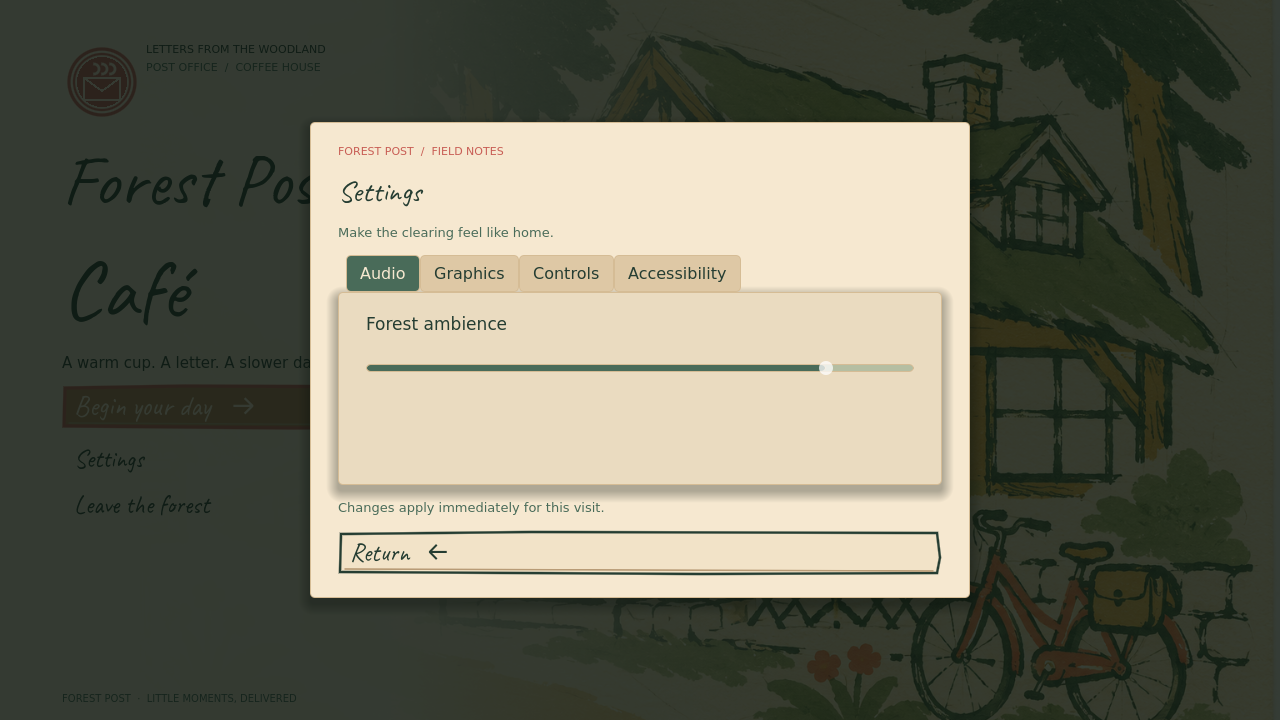 LETTERS FROM THE WOODLAND
POST OFFICE / COFFEE HOUSE
Forest Pos
Café
A warm cup. A letter. A slower da
Begin your day →
Settings
Leave the forest
FOREST POST · LITTLE MOMENTS, DELIVERED
FOREST POST / FIELD NOTES
Settings
Make the clearing feel like home.
Audio Graphics Controls Accessibility
Forest ambience
Changes apply immediately for this visit.
Return ←